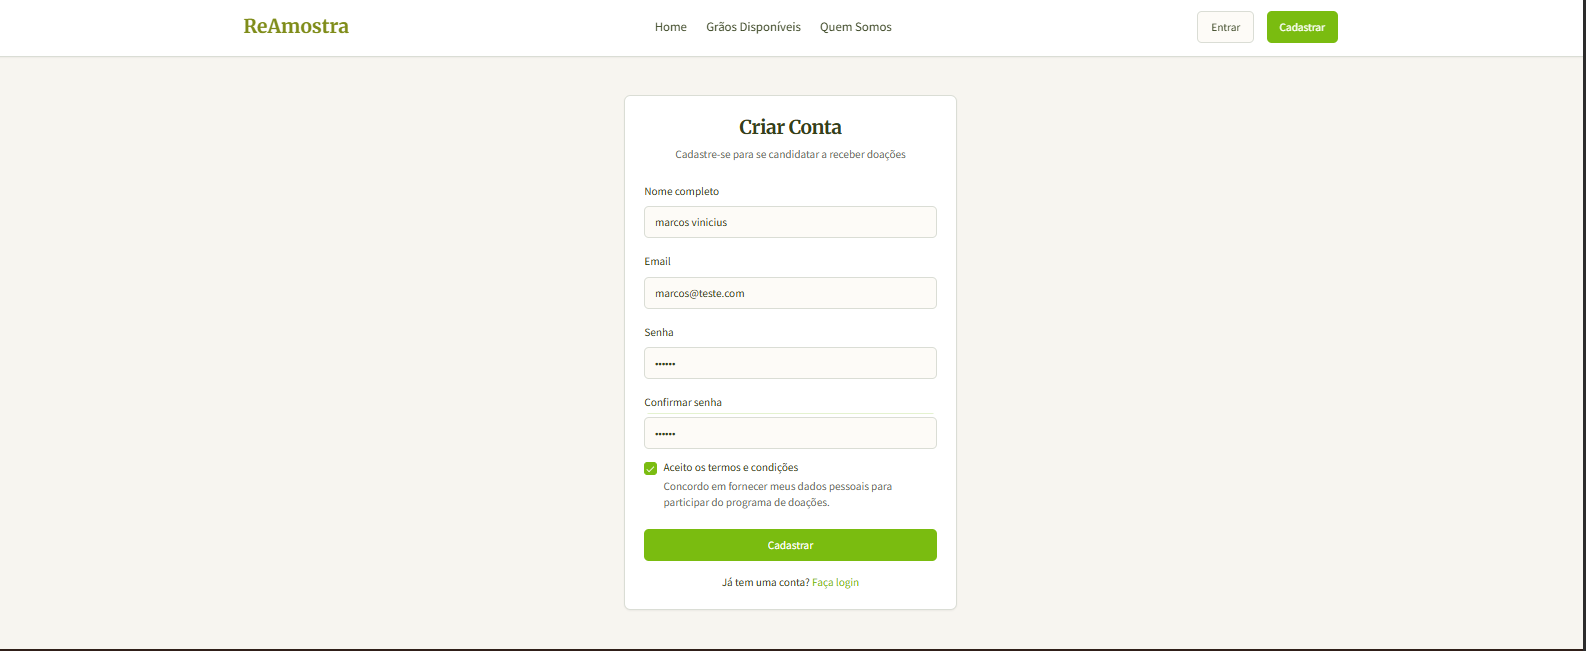 ReAmostra
Home
Grãos Disponíveis
Quem Somos
Entrar
Cadastrar
Criar Conta
Cadastre-se para se candidatar a receber doações
Nome completo
marcos vinicius
Email
marcos@teste.com
Senha
••••••
Confirmar senha
••••••
Aceito os termos e condições
Concordo em fornecer meus dados pessoais para
participar do programa de doações.
Cadastrar
Já tem uma conta? Faça login